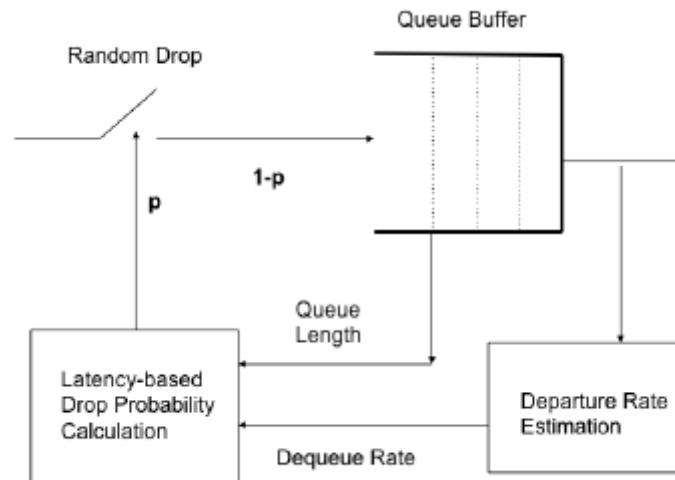 Queue Buffer
Random Drop
1-p
p
Queue
Length
Latency-based
Drop Probability
Calculation
Departure Rate
Estimation
Dequeue Rate